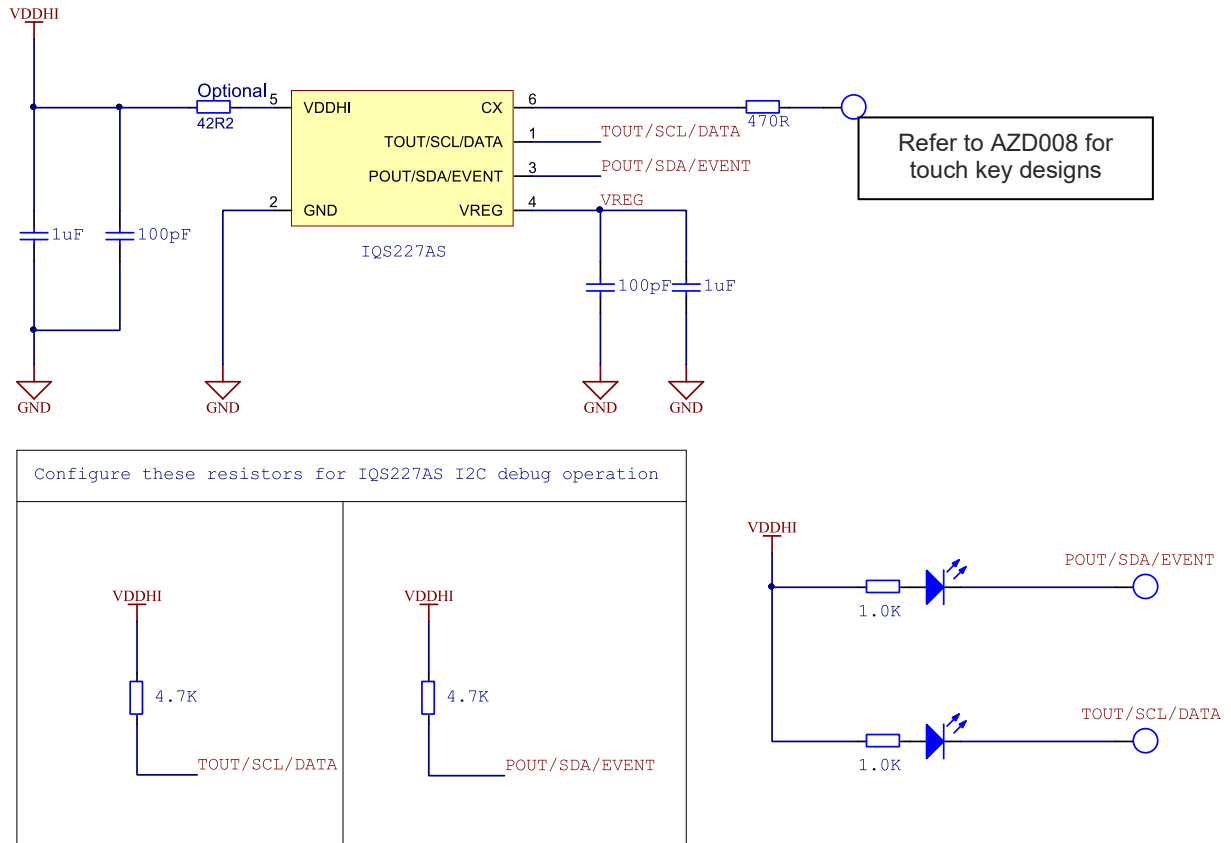 VDDHI
Optional
42R2
5
VDDHI
GND
2
CX
TOUT/SCL/DATA
POUT/SDA/EVENT
VREG
6
1
3
4
IQS227AS
TOUT/SCL/DATA
POUT/SDA/EVENT
VREG
470R
Refer to AZD008 for
touch key designs
1uF
100pF
100pF
1uF
GND
GND
GND
GND
Configure these resistors for IQS227AS I2C debug operation
VDDHI
4.7K
TOUT/SCL/DATA
VDDHI
4.7K
POUT/SDA/EVENT
VDDHI
1.0K
POUT/SDA/EVENT
1.0K
TOUT/SCL/DATA